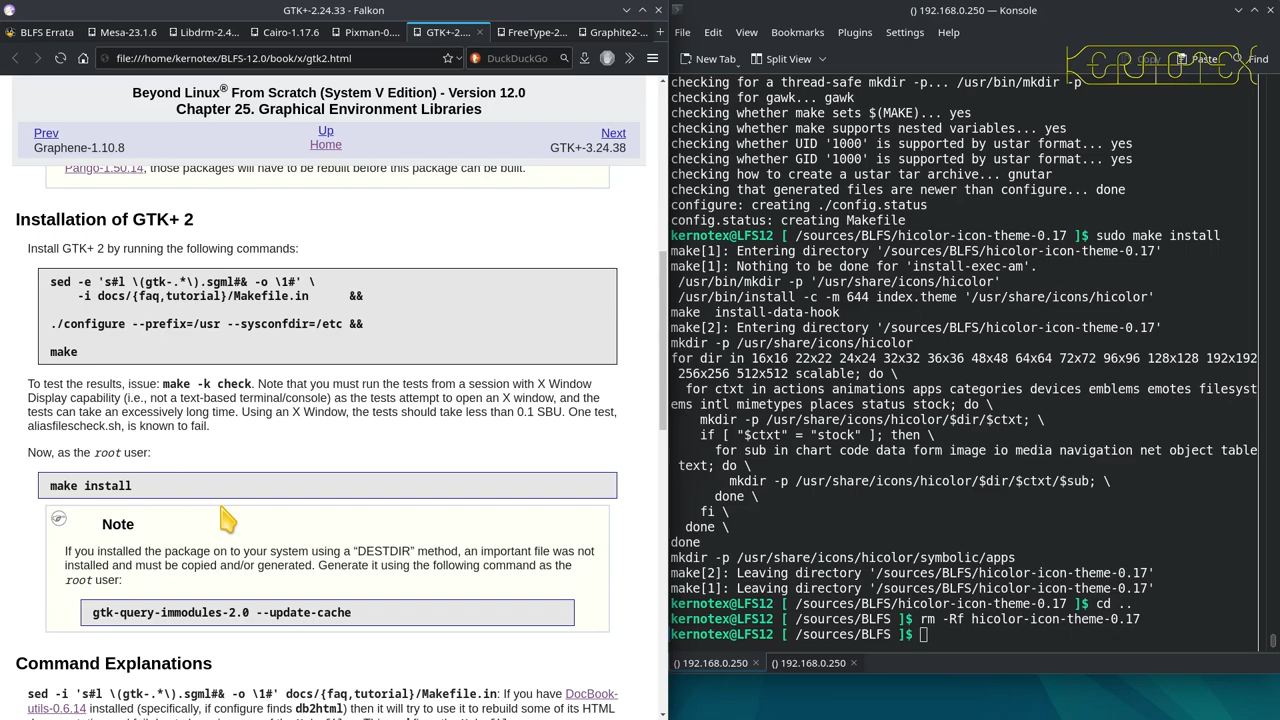 GTK+-2.24.33 — Falkon
BLFS Errata
Mesa-23.1.6
Libdrm-2.4...
Cairo-1.17.6
Pixman-0....
GTK+-2....
FreeType-2...
Graphite2-...
file:///home/kernotex/BLFS-12.0/book/x/gtk2.html
DuckDuckGo
Beyond Linux® From Scratch (System V Edition) - Version 12.0
Chapter 25. Graphical Environment Libraries
Prev
Up
Next
Graphene-1.10.8
Home
GTK+-3.24.38
Pango-1.50.14, those packages will have to be rebuilt before this package can be built.
Installation of GTK+ 2
Install GTK+ 2 by running the following commands:
sed -e 's#l \(gtk-.*\).sgml#& -o \1#' \
-i docs/{faq,tutorial}/Makefile.in      &&
./configure --prefix=/usr --sysconfdir=/etc &&
make
To test the results, issue: make -k check. Note that you must run the tests from a session with X Window
Display capability (i.e., not a text-based terminal/console) as the tests attempt to open an X window, and the
tests can take an excessively long time. Using an X Window, the tests should take less than 0.1 SBU. One test,
aliasfilescheck.sh, is known to fail.
Now, as the root user:
make install
Note
If you installed the package on to your system using a “DESTDIR” method, an important file was not
installed and must be copied and/or generated. Generate it using the following command as the
root user:
gtk-query-immodules-2.0 --update-cache
Command Explanations
sed -i 's#l \(gtk-.*\).sgml#& -o \1#' docs/{faq,tutorial}/Makefile.in: If you have DocBook-
utils-0.6.14 installed (specifically, if configure finds db2html) then it will try to use it to rebuild some of its HTML
() 192.168.0.250 — Konsole
File
Edit
View
Bookmarks
Plugins
Settings
Help
New Tab
Split View
Copy
Paste
Find
KERNOTEX
checking for a thread-safe mkdir -p... /usr/bin/mkdir -p
checking for gawk... gawk
checking whether make sets $(MAKE)... yes
checking whether make supports nested variables... yes
checking whether UID '1000' is supported by ustar format... yes
checking whether GID '1000' is supported by ustar format... yes
checking how to create a ustar tar archive... gnutar
checking that generated files are newer than configure... done
configure: creating ./config.status
config.status: creating Makefile
kernotex@LFS12 [ /sources/BLFS/hicolor-icon-theme-0.17 ]$ sudo make install
make[1]: Entering directory '/sources/BLFS/hicolor-icon-theme-0.17'
make[1]: Nothing to be done for 'install-exec-am'.
/usr/bin/mkdir -p '/usr/share/icons/hicolor'
/usr/bin/install -c -m 644 index.theme '/usr/share/icons/hicolor'
make  install-data-hook
make[2]: Entering directory '/sources/BLFS/hicolor-icon-theme-0.17'
mkdir -p /usr/share/icons/hicolor
for dir in 16x16 22x22 24x24 32x32 36x36 48x48 64x64 72x72 96x96 128x128 192x192
256x256 512x512 scalable; do \
for ctxt in actions animations apps categories devices emblems emotes filesyst
ems intl mimetypes places status stock; do \
mkdir -p /usr/share/icons/hicolor/$dir/$ctxt; \
if [ "$ctxt" = "stock" ]; then \
for sub in chart code data form image io media navigation net object table
text; do \
mkdir -p /usr/share/icons/hicolor/$dir/$ctxt/$sub; \
done \
fi \
done \
done
mkdir -p /usr/share/icons/hicolor/symbolic/apps
make[2]: Leaving directory '/sources/BLFS/hicolor-icon-theme-0.17'
make[1]: Leaving directory '/sources/BLFS/hicolor-icon-theme-0.17'
kernotex@LFS12 [ /sources/BLFS/hicolor-icon-theme-0.17 ]$ cd ..
kernotex@LFS12 [ /sources/BLFS ]$ rm -Rf hicolor-icon-theme-0.17
kernotex@LFS12 [ /sources/BLFS ]$
() 192.168.0.250
() 192.168.0.250